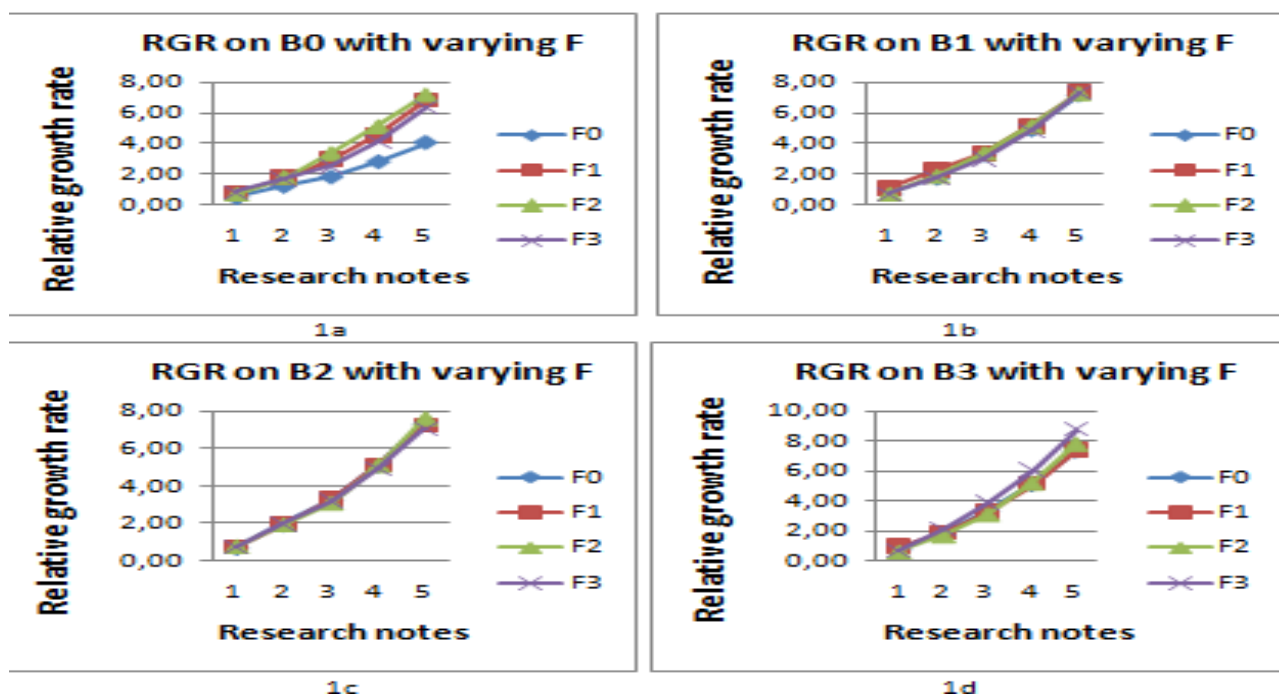 RGR on B0 with varying F
Relative growth rate
8,00
6,00
4,00
2,00
0,00
1 2 3 4 5
Research notes
F0
F1
F2
F3
1a
RGR on B1 with varying F
Relative growth rate
8,00
6,00
4,00
2,00
0,00
1 2 3 4 5
Research notes
F0
F1
F2
F3
1b
RGR on B2 with varying F
Relative growth rate
8,00
6,00
4,00
2,00
0,00
1 2 3 4 5
Research notes
F0
F1
F2
F3
1c
RGR on B3 with varying F
Relative growth rate
10,00
8,00
6,00
4,00
2,00
0,00
1 2 3 4 5
Research notes
F0
F1
F2
F3
1d